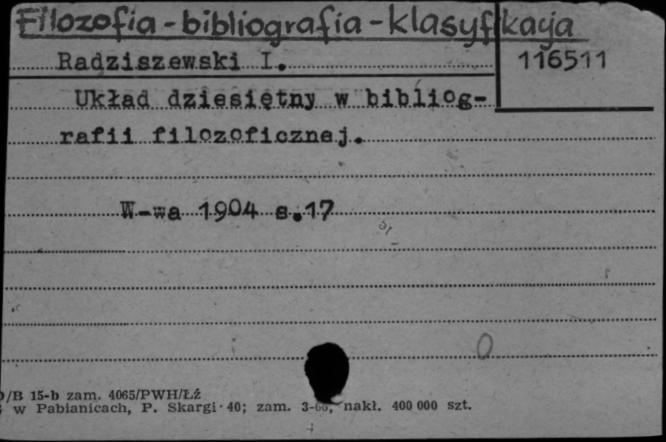 Filozofia - bibliografia - klasyfikacja
Radziszewski I.
116511
Układ dziesiętny w bibliog-
rafii filozoficznej.
W-wa 1904 s.17
/B 15-b zam. 4065/PWH/Łź
w Pabianicach, P. Skargi 40; zam. nakł. 400 000 szt.